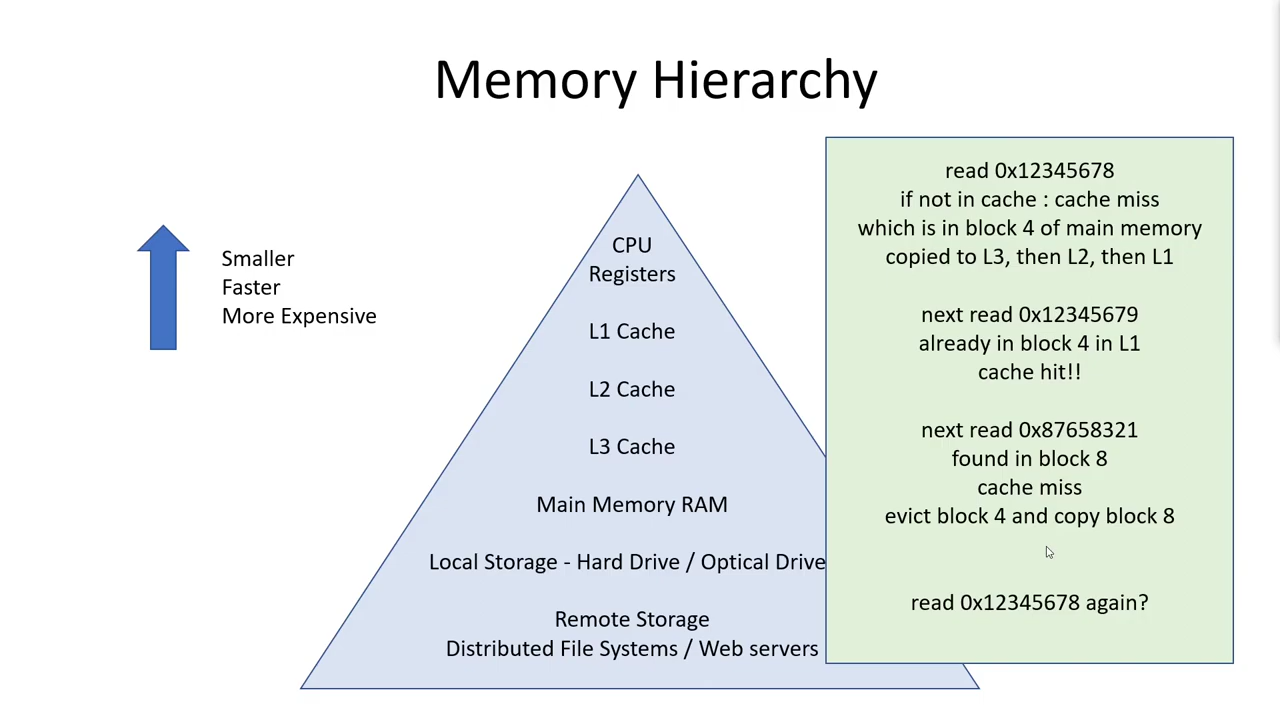 Memory Hierarchy
Smaller
Faster
More Expensive
CPU
Registers
L1 Cache
L2 Cache
L3 Cache
Main Memory RAM
Local Storage - Hard Drive / Optical Drive
Remote Storage
Distributed File Systems / Web servers
read 0x12345678
if not in cache : cache miss
which is in block 4 of main memory
copied to L3, then L2, then L1
next read 0x12345679
already in block 4 in L1
cache hit!!
next read 0x87658321
found in block 8
cache miss
evict block 4 and copy block 8
read 0x12345678 again?